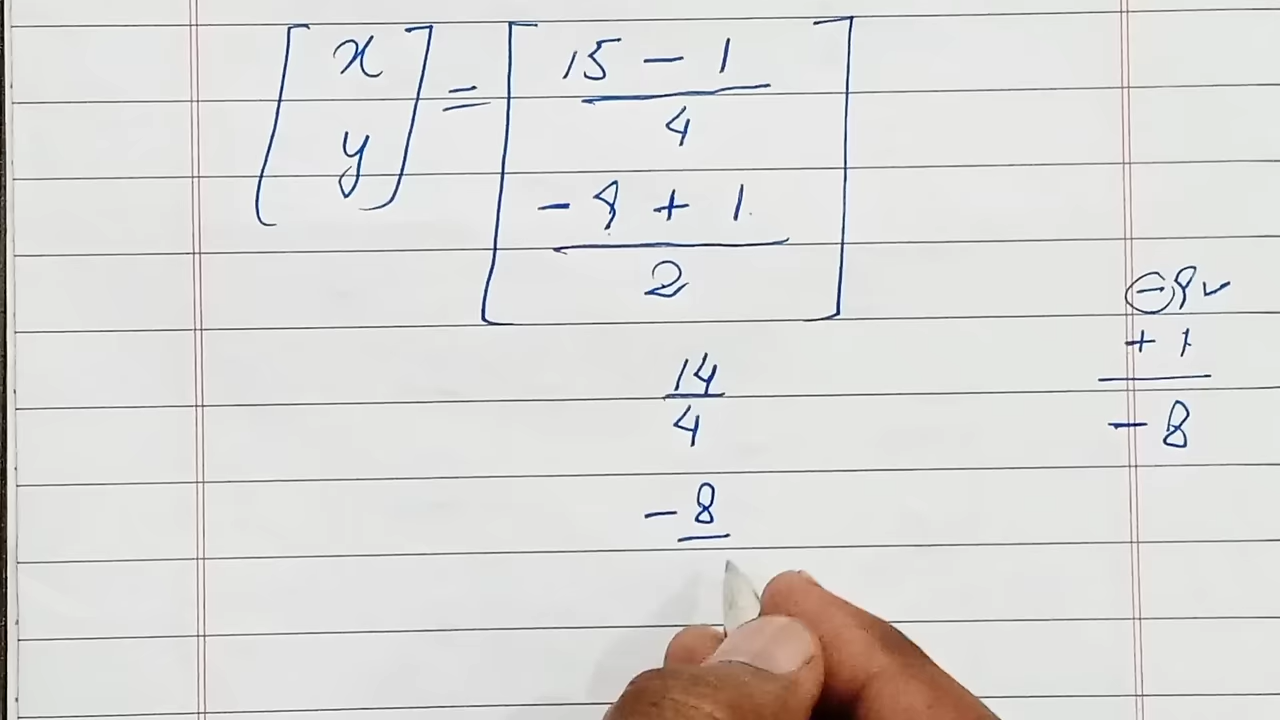 [ x ] = [ 15 - 1
4
y
- 9 + 1
2 ]
14
4
- 8
- 9 ✓
+ 1
- 8